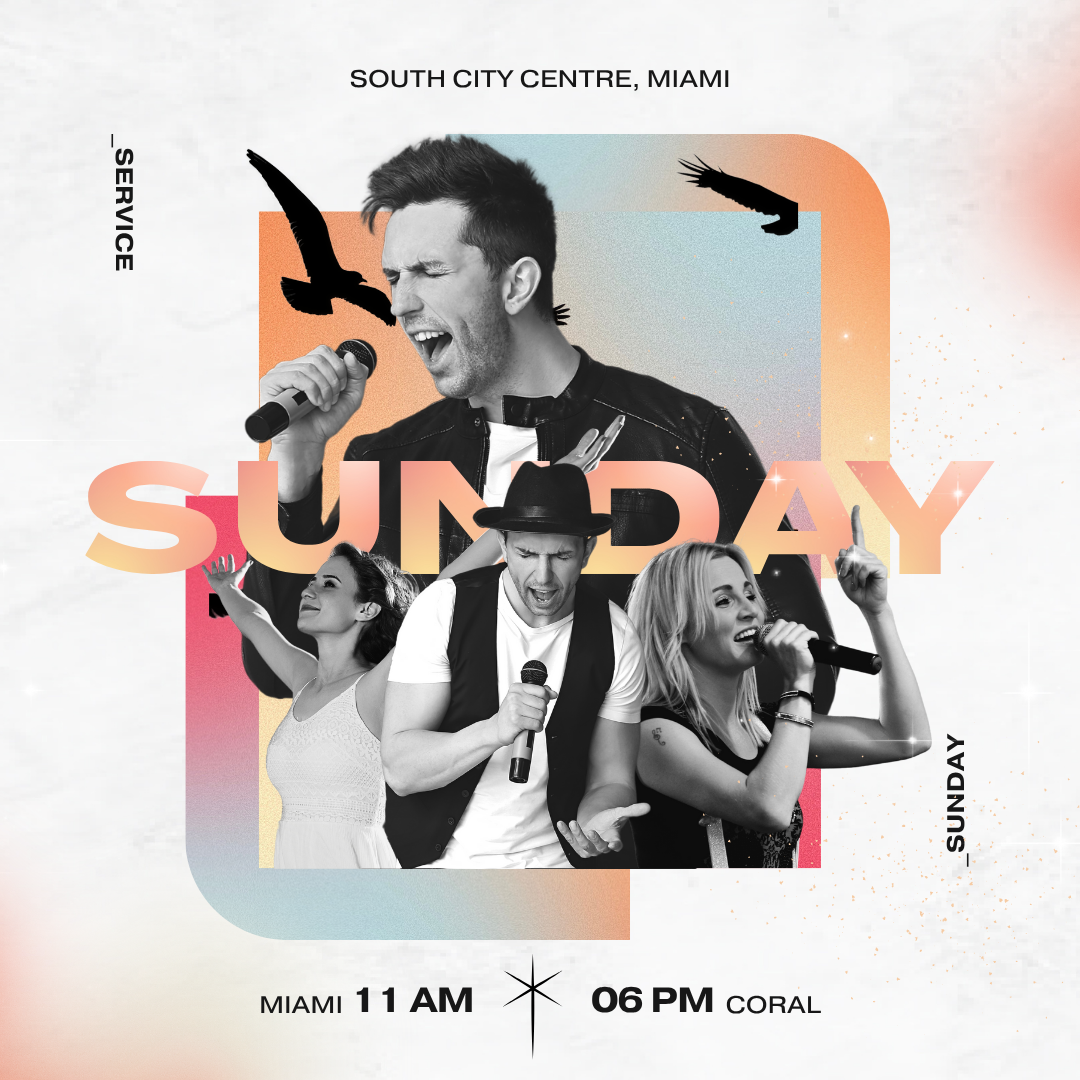 SOUTH CITY CENTRE, MIAMI
_SERVICE
SUNDAY
_SUNDAY
MIAMI 11 AM
06 PM CORAL